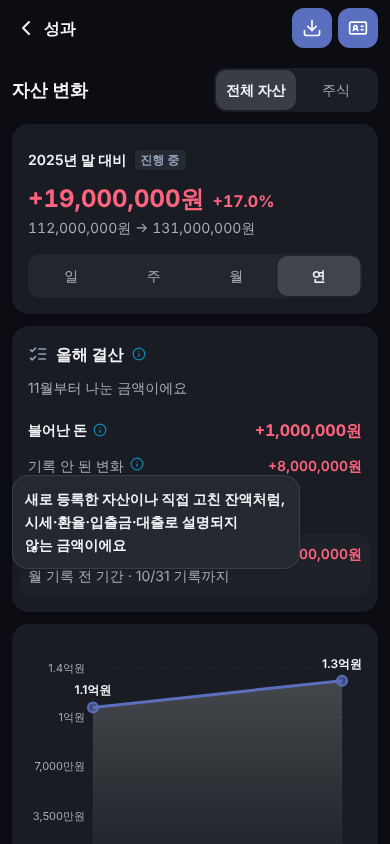 성과
자산 변화
전체 자산
주식
2025년 말 대비 진행 중
+19,000,000원 +17.0%
112,000,000원 → 131,000,000원
일
주
월
연
올해 결산
11월부터 나눈 금액이에요
불어난 돈
+1,000,000원
기록 안 된 변화
+8,000,000원
새로 등록한 자산이나 직접 고친 잔액처럼,
시세·환율·입출금·대출로 설명되지
않는 금액이에요
00,000원
월 기록 전 기간 · 10/31 기록까지
1.4억원
1.3억원
1.1억원
1억원
7,000만원
3,500만원